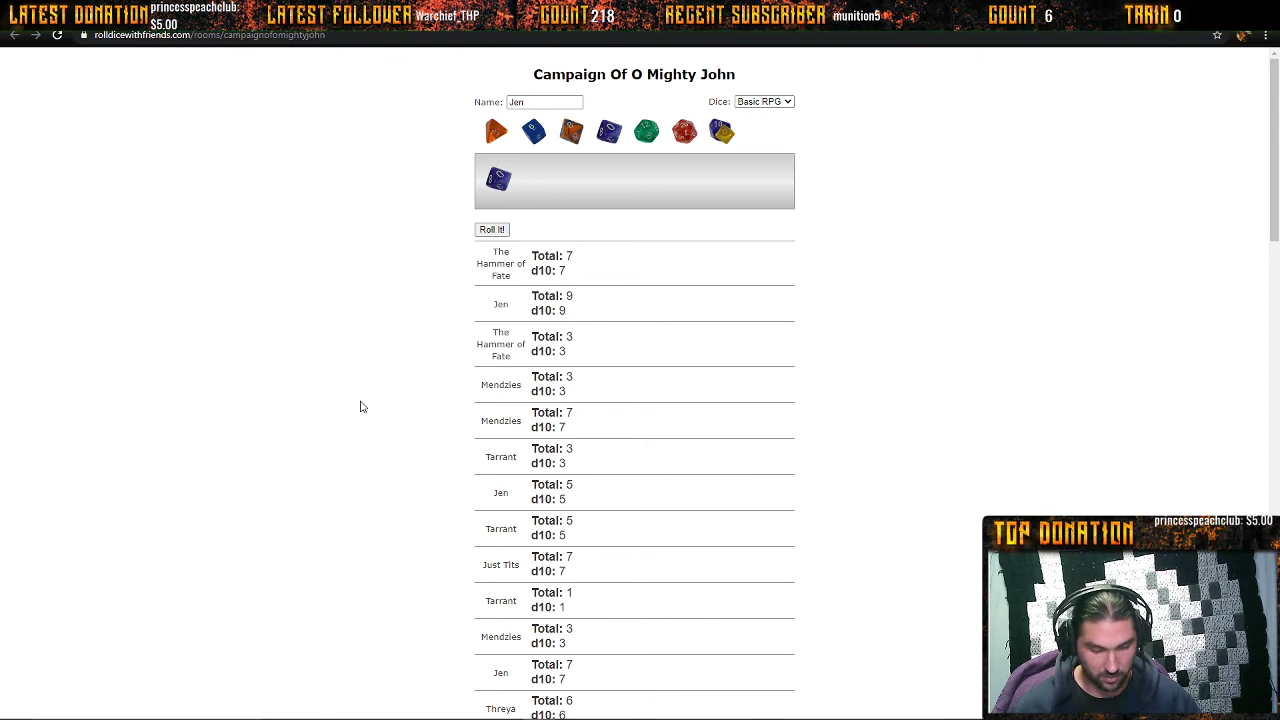 LATEST DONATION princesspeachclub: $5.00 LATEST FOLLOWER Warchief_THP COUNT 218 RECENT SUBSCRIBER munition5 COUNT 6 TRAIN 0
rolldicewithfriends.com/rooms/campaignofomightyjohn
Campaign Of O Mighty John
Name: Jen Dice: Basic RPG
Roll It!
The Hammer of Fate
Total: 7
d10: 7
Jen
Total: 9
d10: 9
The Hammer of Fate
Total: 3
d10: 3
Mendzies
Total: 3
d10: 3
Mendzies
Total: 7
d10: 7
Tarrant
Total: 3
d10: 3
Jen
Total: 5
d10: 5
Tarrant
Total: 5
d10: 5
Just Tits
Total: 7
d10: 7
Tarrant
Total: 1
d10: 1
Mendzies
Total: 3
d10: 3
Jen
Total: 7
d10: 7
Threya
Total: 6
d10: 6
TOP DONATION princesspeachclub: $5.00